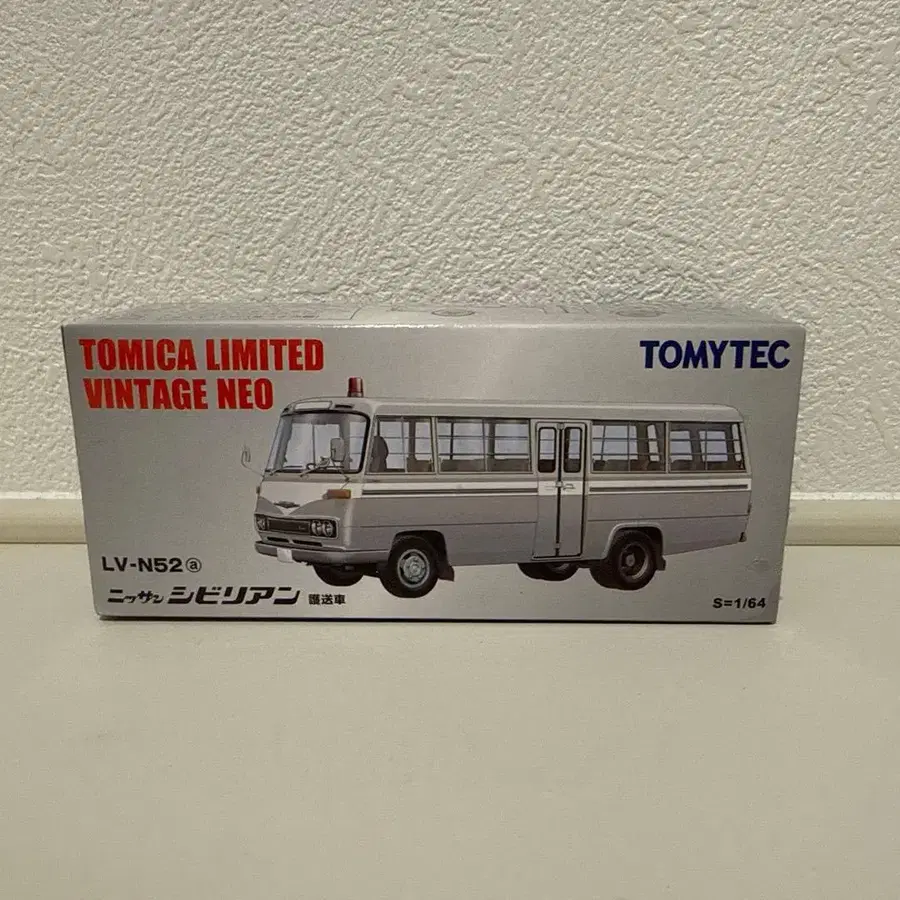 TOMICA LIMITED
VINTAGE NEO
TOMYTEC
LV-N52ⓐ
ニッサン シビリアン 護送車
S=1/64